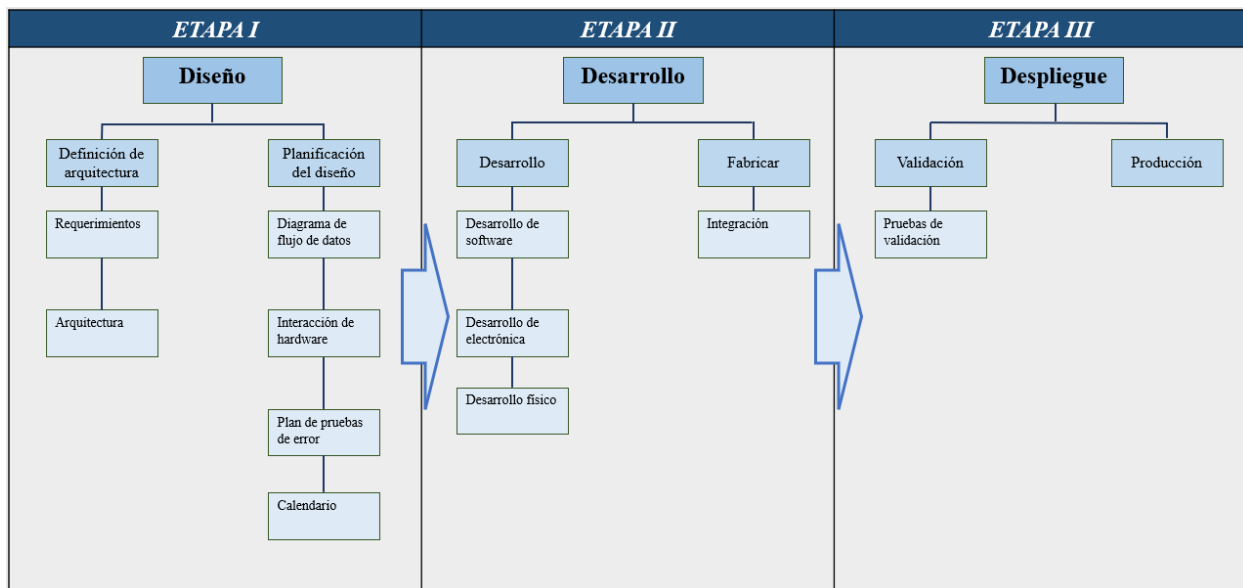 ETAPA I
ETAPA II
ETAPA III
Diseño
Desarrollo
Despliegue
Definición de
arquitectura
Planificación
del diseño
Desarrollo
Fabricar
Validación
Producción
Requerimientos
Diagrama de
flujo de datos
Desarrollo de
software
Integración
Pruebas de
validación
Arquitectura
Interacción de
hardware
Desarrollo de
electrónica
Desarrollo físico
Plan de pruebas
de error
Calendario